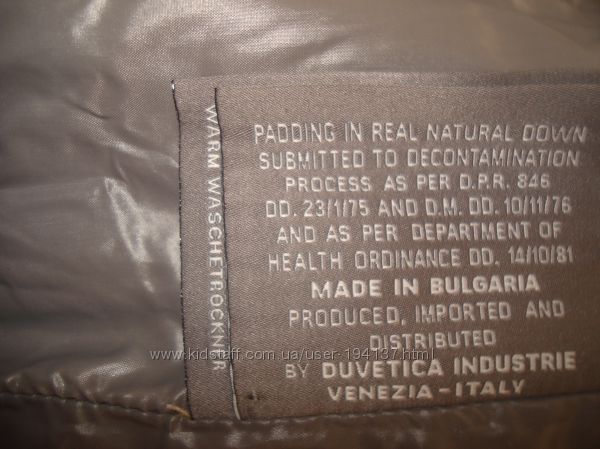 WARM WASCHETROCKNER
PADDING IN REAL NATURAL DOWN
SUBMITTED TO DECONTAMINATION
PROCESS AS PER D.P.R. 846
DD. 23/1/75 AND D.M. DD. 10/11/76
AND AS PER DEPARTMENT OF
HEALTH ORDINANCE DD. 14/10/81
MADE IN BULGARIA
PRODUCED, IMPORTED AND
DISTRIBUTED
BY DUVETICA INDUSTRIE
VENEZIA - ITALY
www.kidstaff.com.ua/user-194137.html